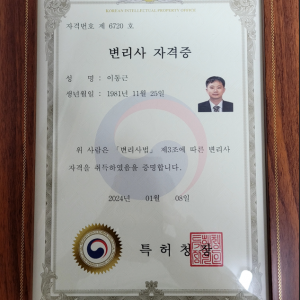 KOREAN INTELLECTUAL PROPERTY OFFICE
자격번호 제 6720 호
변리사 자격증
성 명 : 이동근
생년월일 : 1981년 11월 25일
위 사람은 「변리사법」 제3조에 따른 변리사
자격을 취득하였음을 증명합니다.
2024년 01월 08일
특허청장